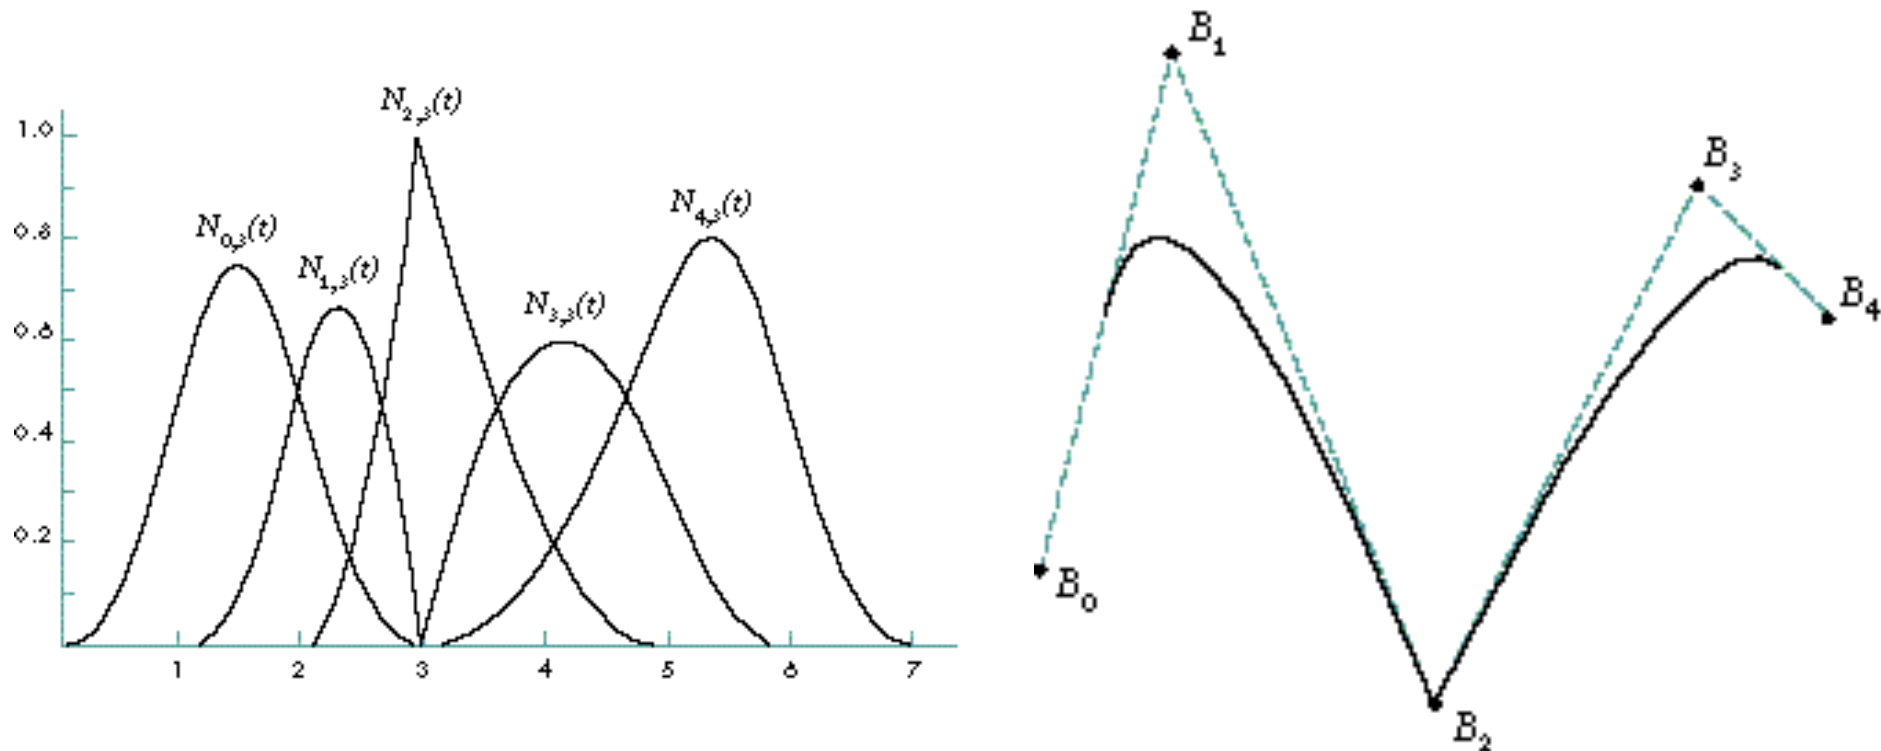 N₂,₃(t)
1.0
N₀,₃(t)
N₄,₃(t)
0.8
N₁,₃(t)
N₃,₃(t)
0.6
0.4
0.2
1 2 3 4 5 6 7
B₁
B₃
B₄
B₀
B₂